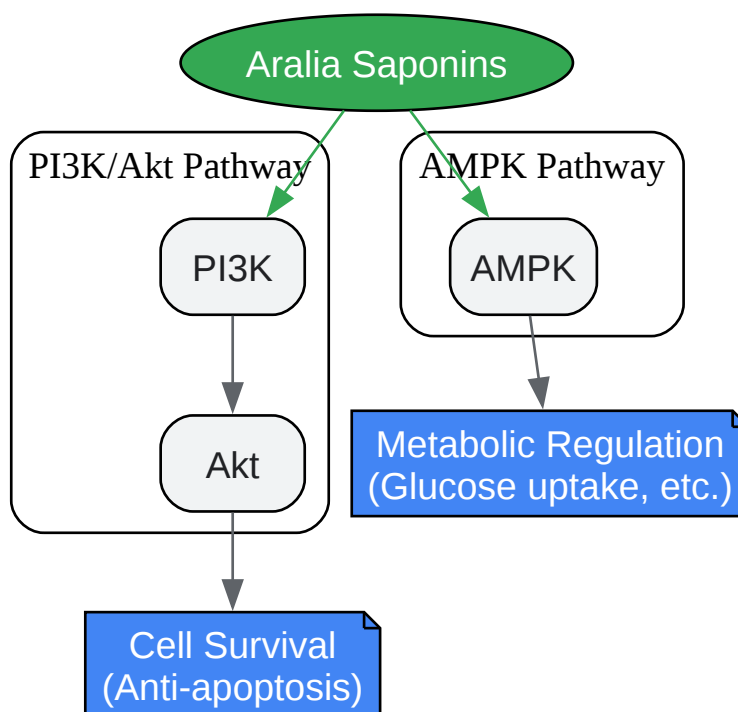 Aralia Saponins
PI3K/Akt Pathway
AMPK Pathway
PI3K
AMPK
Akt
Metabolic Regulation
(Glucose uptake, etc.)
Cell Survival
(Anti-apoptosis)